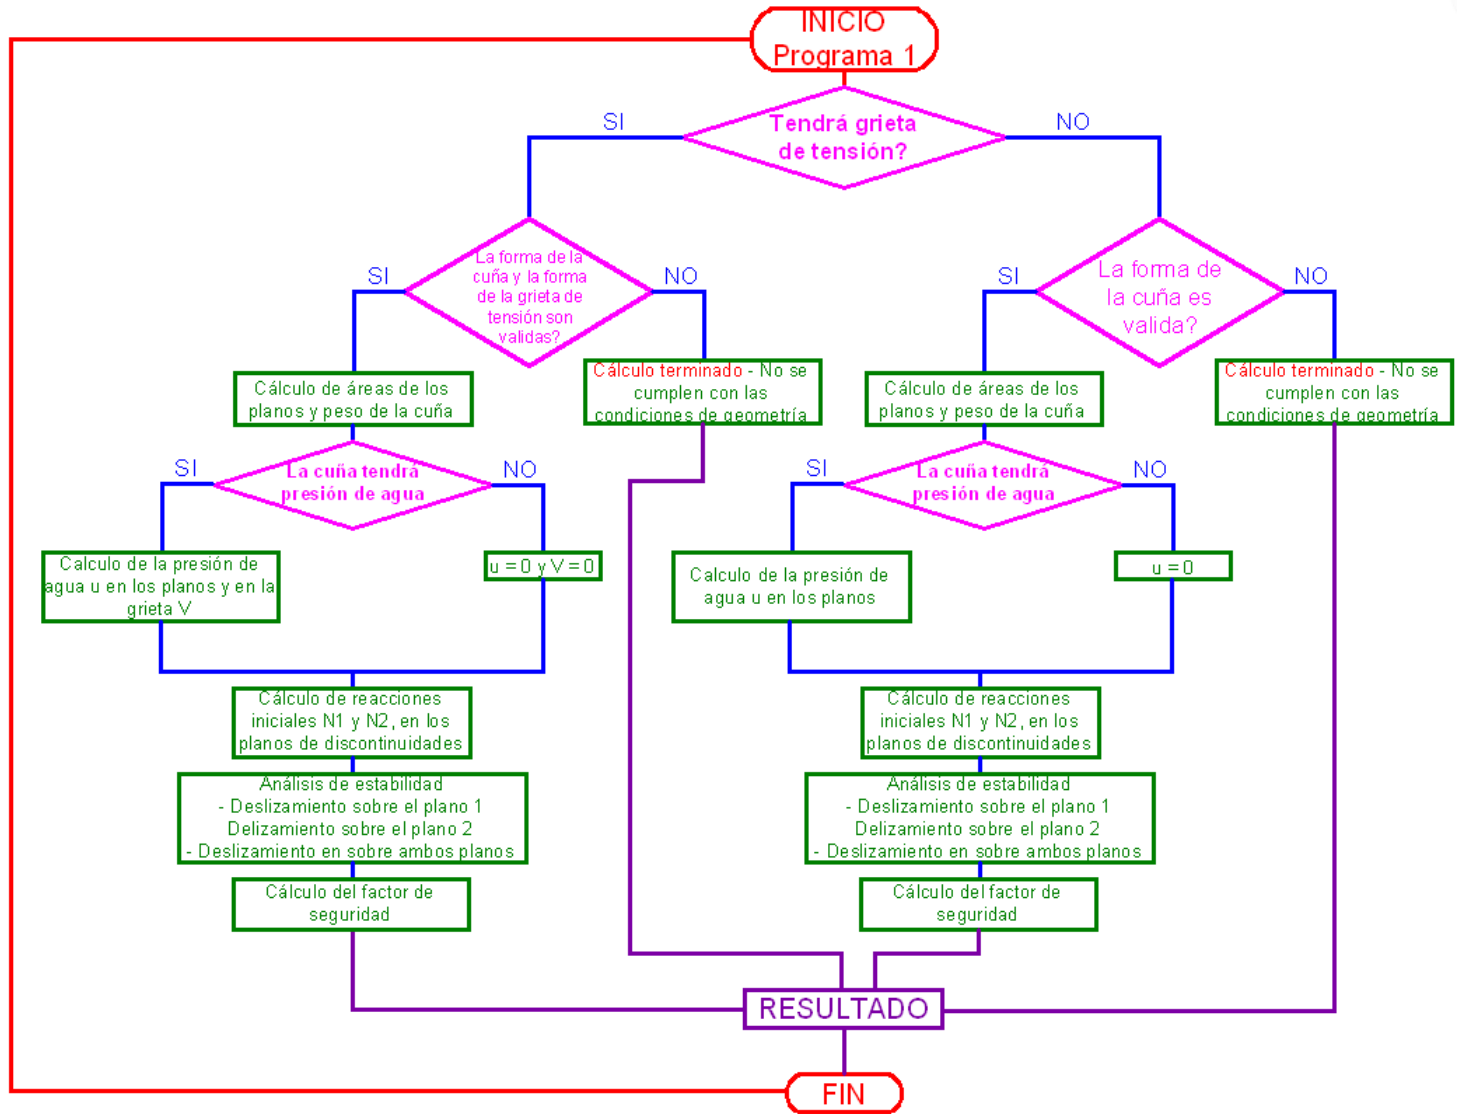 INICIO
Programa 1
Tendrá grieta
de tensión?
SI
NO
La forma de la
cuña y la forma
de la grieta de
tensión son
validas?
SI
NO
Cálculo de áreas de los
planos y peso de la cuña
Cálculo terminado - No se
cumplen con las
condiciones de geometría
La cuña tendrá
presión de agua
SI
NO
Calculo de la presión de
agua u en los planos y en la
grieta V
u = 0 y V = 0
Cálculo de reacciones
iniciales N1 y N2, en los
planos de discontinuidades
Análisis de estabilidad
- Deslizamiento sobre el plano 1
Delizamiento sobre el plano 2
- Deslizamiento en sobre ambos planos
Cálculo del factor de
seguridad
La forma de
la cuña es
valida?
SI
NO
Cálculo de áreas de los
planos y peso de la cuña
Cálculo terminado - No se
cumplen con las
condiciones de geometría
La cuña tendrá
presión de agua
SI
NO
Calculo de la presión de
agua u en los planos
u = 0
Cálculo de reacciones
iniciales N1 y N2, en los
planos de discontinuidades
Análisis de estabilidad
- Deslizamiento sobre el plano 1
Delizamiento sobre el plano 2
- Deslizamiento en sobre ambos planos
Cálculo del factor de
seguridad
RESULTADO
FIN